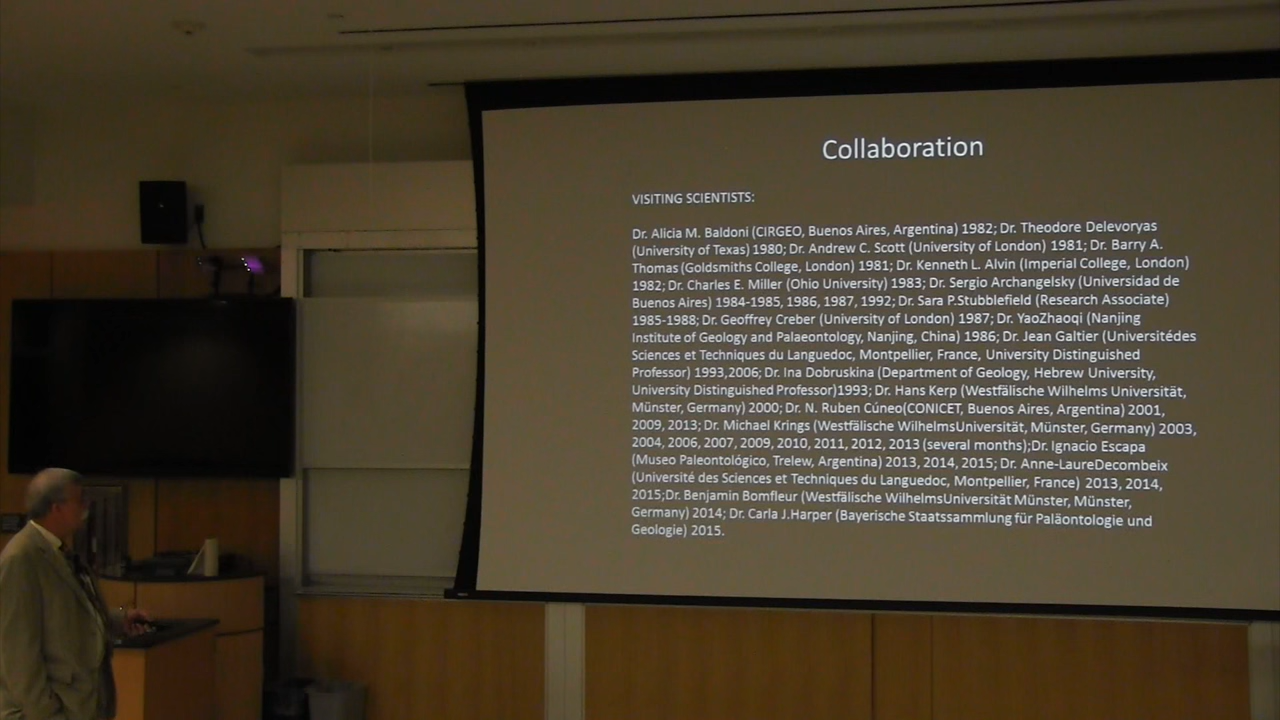 Collaboration
VISITING SCIENTISTS:
Dr. Alicia M. Baldoni (CIRGEO, Buenos Aires, Argentina) 1982; Dr. Theodore Delevoryas
(University of Texas) 1980; Dr. Andrew C. Scott (University of London) 1981; Dr. Barry A.
Thomas (Goldsmiths College, London) 1981; Dr. Kenneth L. Alvin (Imperial College, London)
1982; Dr. Charles E. Miller (Ohio University) 1983; Dr. Sergio Archangelsky (Universidad de
Buenos Aires) 1984-1985, 1986, 1987, 1992; Dr. Sara P.Stubblefield (Research Associate)
1985-1988; Dr. Geoffrey Creber (University of London) 1987; Dr. YaoZhaoqi (Nanjing
Institute of Geology and Palaeontology, Nanjing, China) 1986; Dr. Jean Galtier (Universitédes
Sciences et Techniques du Languedoc, Montpellier, France, University Distinguished
Professor) 1993,2006; Dr. Ina Dobruskina (Department of Geology, Hebrew University,
University Distinguished Professor)1993; Dr. Hans Kerp (Westfälische Wilhelms Universität,
Münster, Germany) 2000; Dr. N. Ruben Cúneo(CONICET, Buenos Aires, Argentina) 2001,
2009, 2013; Dr. Michael Krings (Westfälische WilhelmsUniversität, Münster, Germany) 2003,
2004, 2006, 2007, 2009, 2010, 2011, 2012, 2013 (several months);Dr. Ignacio Escapa
(Museo Paleontológico, Trelew, Argentina) 2013, 2014, 2015; Dr. Anne-LaureDecombeix
(Université des Sciences et Techniques du Languedoc, Montpellier, France) 2013, 2014,
2015;Dr. Benjamin Bomfleur (Westfälische WilhelmsUniversität Münster, Münster,
Germany) 2014; Dr. Carla J.Harper (Bayerische Staatssammlung für Paläontologie und
Geologie) 2015.